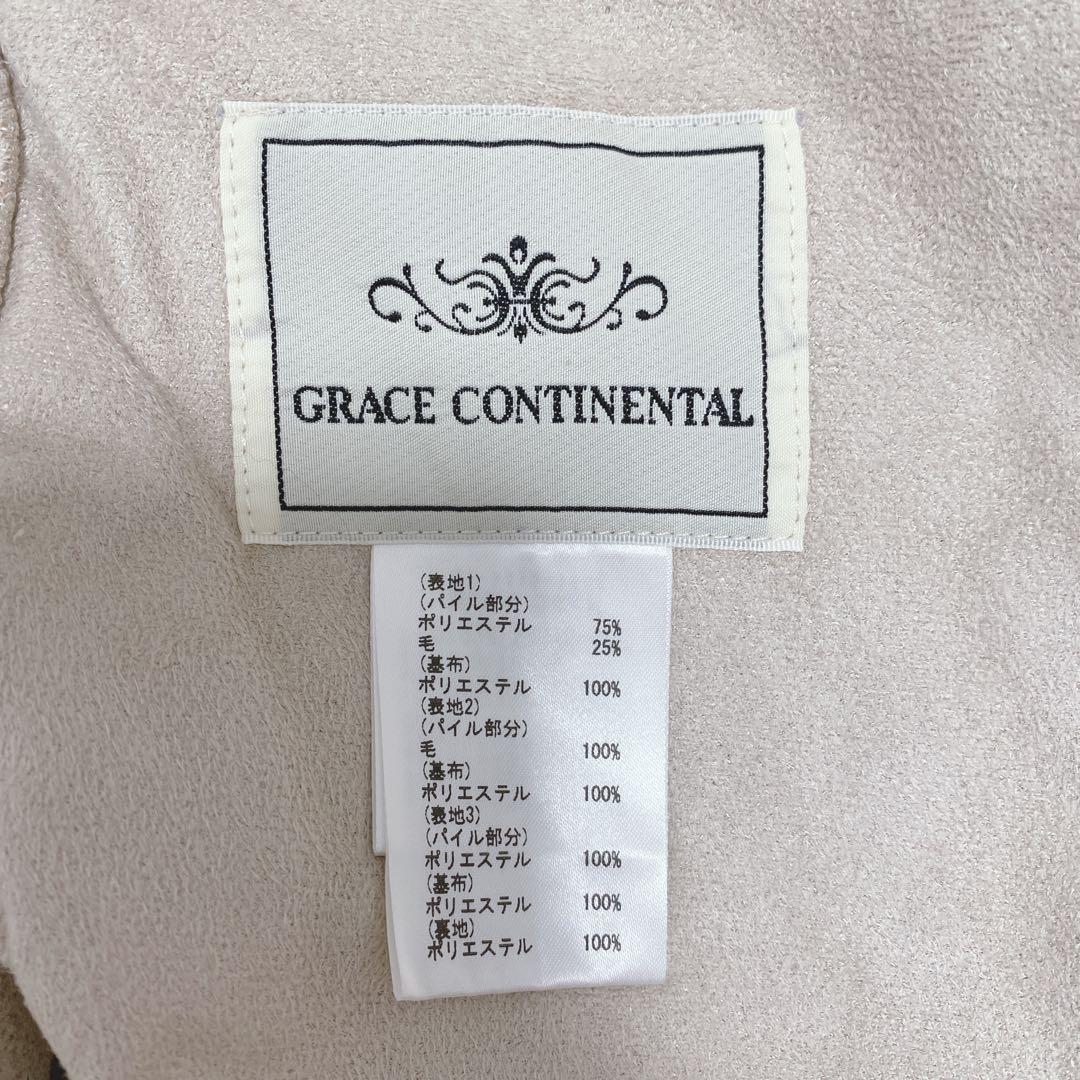 GRACE CONTINENTAL
(表地1)
(パイル部分)
ポリエステル 75%
毛 25%
(基布)
ポリエステル 100%
(表地2)
(パイル部分)
毛 100%
(基布)
ポリエステル 100%
(表地3)
(パイル部分)
ポリエステル 100%
(基布)
ポリエステル 100%
(裏地)
ポリエステル 100%